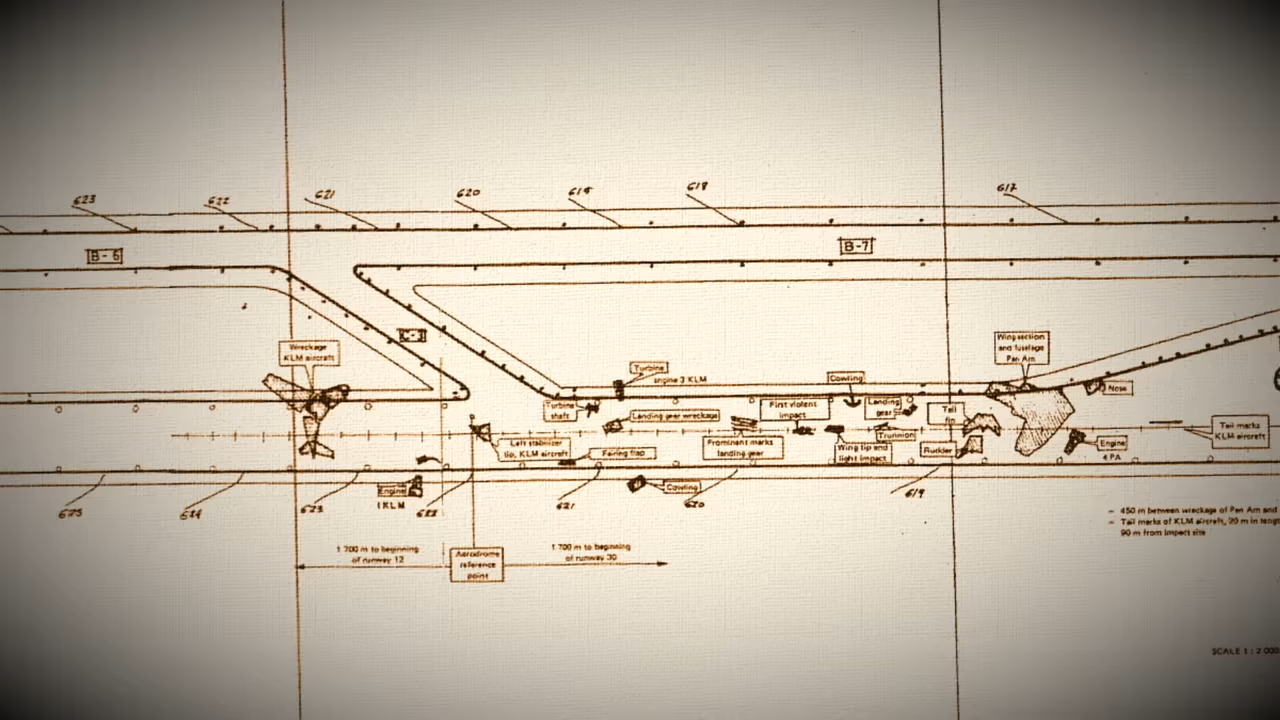 623
622
621
620
619
618
617
B-6
B-7
C-3
Wreckage
KLM aircraft
Wing section
and fuselage
Pan Am
Turbine
engine 3 KLM
Cowling
Nose
Turbine
shaft
Landing gear wreckage
First violent
impact
Landing
gear
Tail
fin
Trunnion
Tail marks
KLM aircraft
Left stabilizer
tip, KLM aircraft
Fairing flap
Prominent marks
landing gear
Wing tip and
light impact
Rudder
Engine
4 PA
Engine
1 KLM
Cowling
625
624
623
622
621
620
619
450 m between wreckage of Pan Am and
Tail marks of KLM aircraft, 20 m in
90 m from impact site
1 700 m to beginning
of runway 12
Aerodrome
reference
point
1 700 m to beginning
of runway 30
SCALE 1 : 2 000